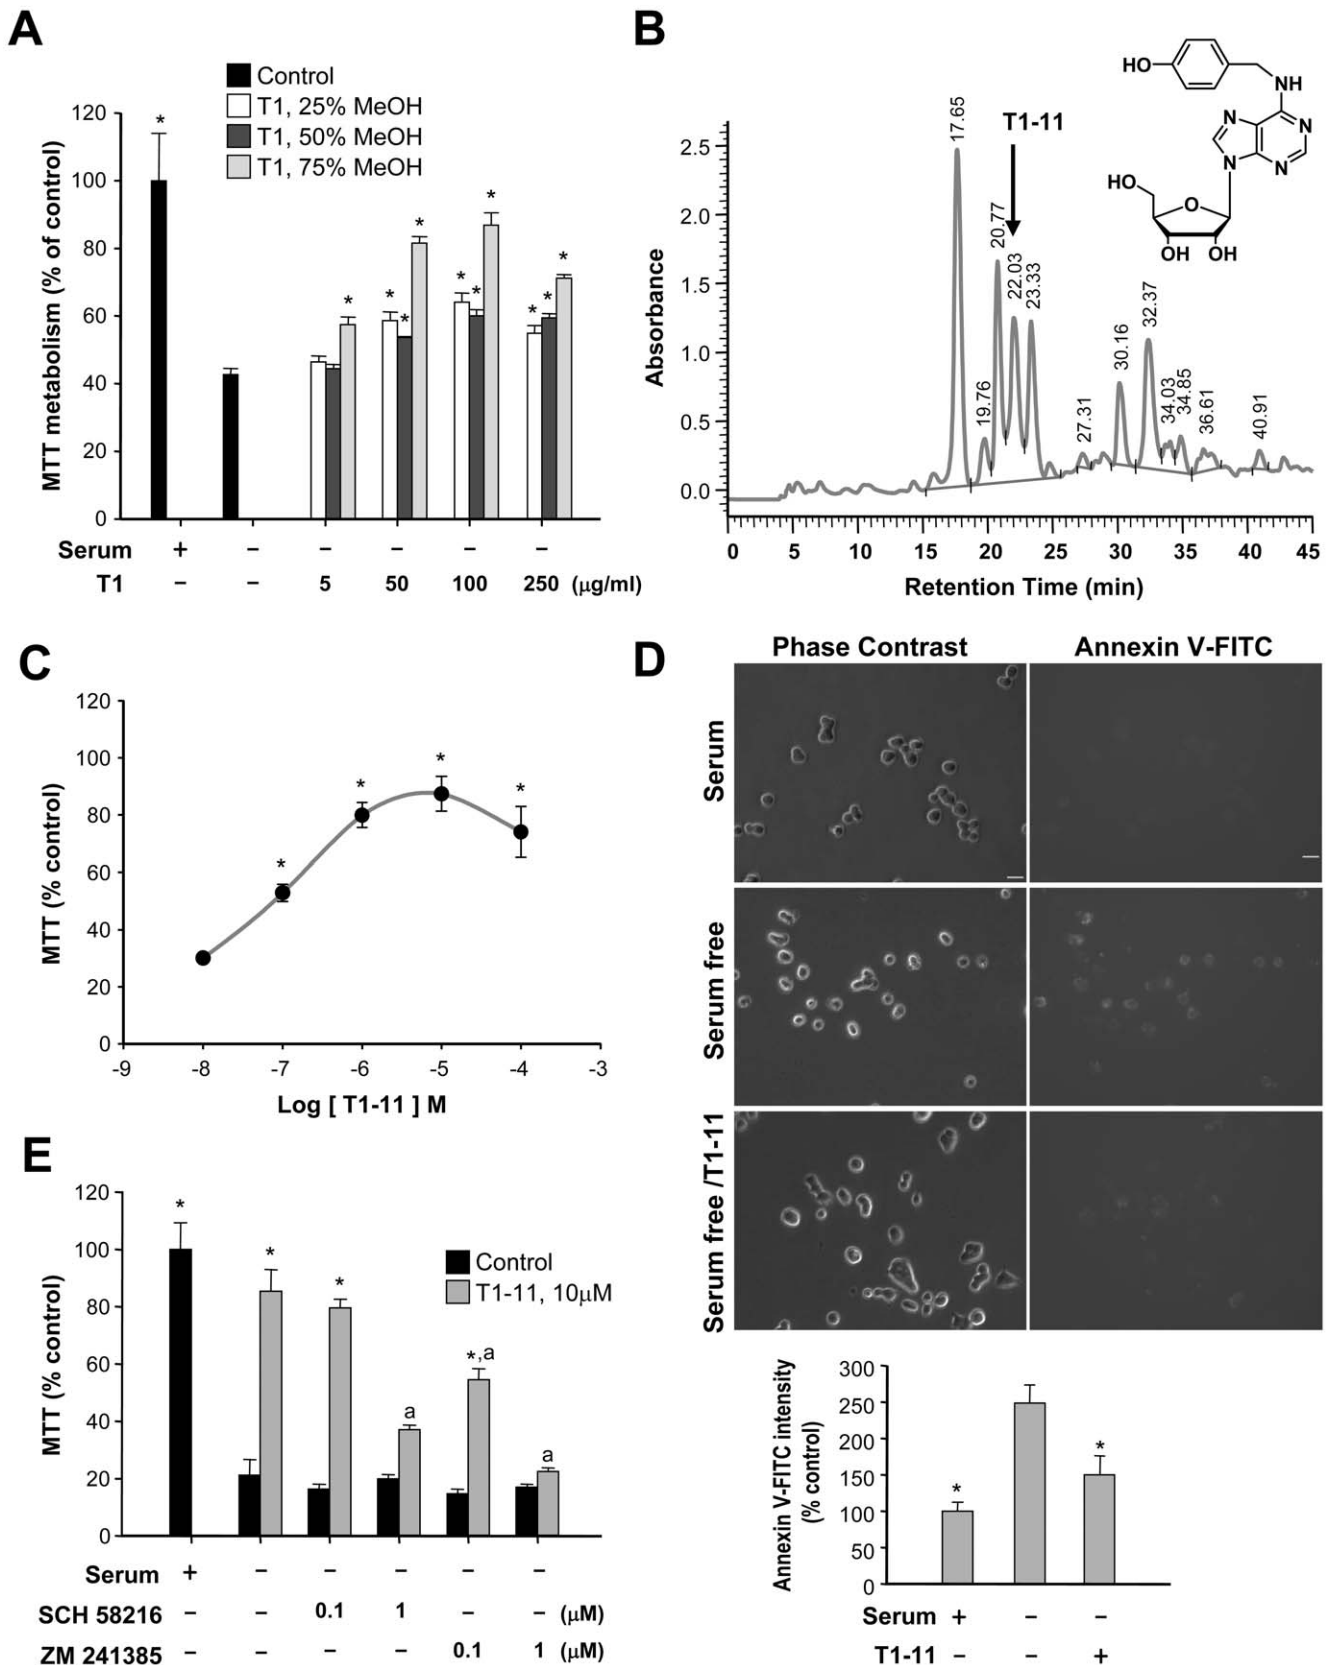 A
Control
T1, 25% MeOH
T1, 50% MeOH
T1, 75% MeOH
MTT metabolism (% of control)
120
100
80
60
40
20
0
*
*
*
*
*
*
*
*
*
*
*
Serum + − − − − −
T1 − − 5 50 100 250 (μg/ml)
B
HO
NH
N
N
N
N
HO
O
OH
OH
T1-11
Absorbance
2.5
2.0
1.5
1.0
0.5
0.0
17.65
19.76
20.77
22.03
23.33
27.31
30.16
32.37
34.03
34.85
36.61
40.91
0 5 10 15 20 25 30 35 40 45
Retention Time (min)
C
MTT (% control)
120
100
80
60
40
20
0
*
*
*
*
-9 -8 -7 -6 -5 -4 -3
Log [ T1-11 ] M
D
Phase Contrast Annexin V-FITC
Serum
Serum free
Serum free /T1-11
Annexin V-FITC intensity
(% control)
300
250
200
150
100
50
0
*
*
Serum + − −
T1-11 − − +
E
Control
T1-11, 10μM
MTT (% control)
120
100
80
60
40
20
0
*
*
*
a
*,a
a
Serum + − − − − −
SCH 58216 − − 0.1 1 − − (μM)
ZM 241385 − − − − 0.1 1 (μM)